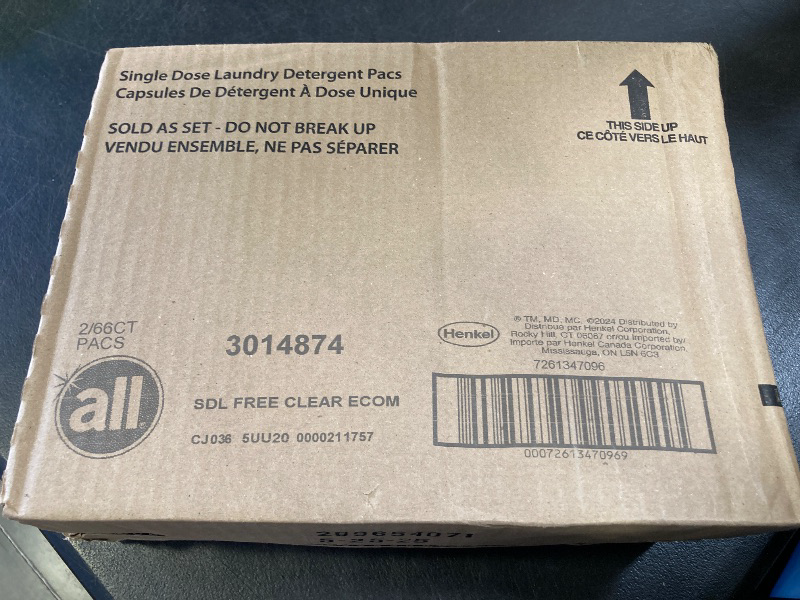 Single Dose Laundry Detergent Pacs
Capsules De Détergent À Dose Unique
SOLD AS SET - DO NOT BREAK UP
VENDU ENSEMBLE, NE PAS SÉPARER
THIS SIDE UP
CE CÔTÉ VERS LE HAUT
2/66CT
PACS
3014874
all
SDL FREE CLEAR ECOM
CJ036 5UU20 0000211757
Henkel
® TM, MD, MC, ©2024 Distributed by
Distribué par Henkel Corporation,
Rocky Hill, CT 06067 or/ou Imported by/
Importé par Henkel Canada Corporation
Mississauga, ON L5N 6C3
7261347096
00072613470969